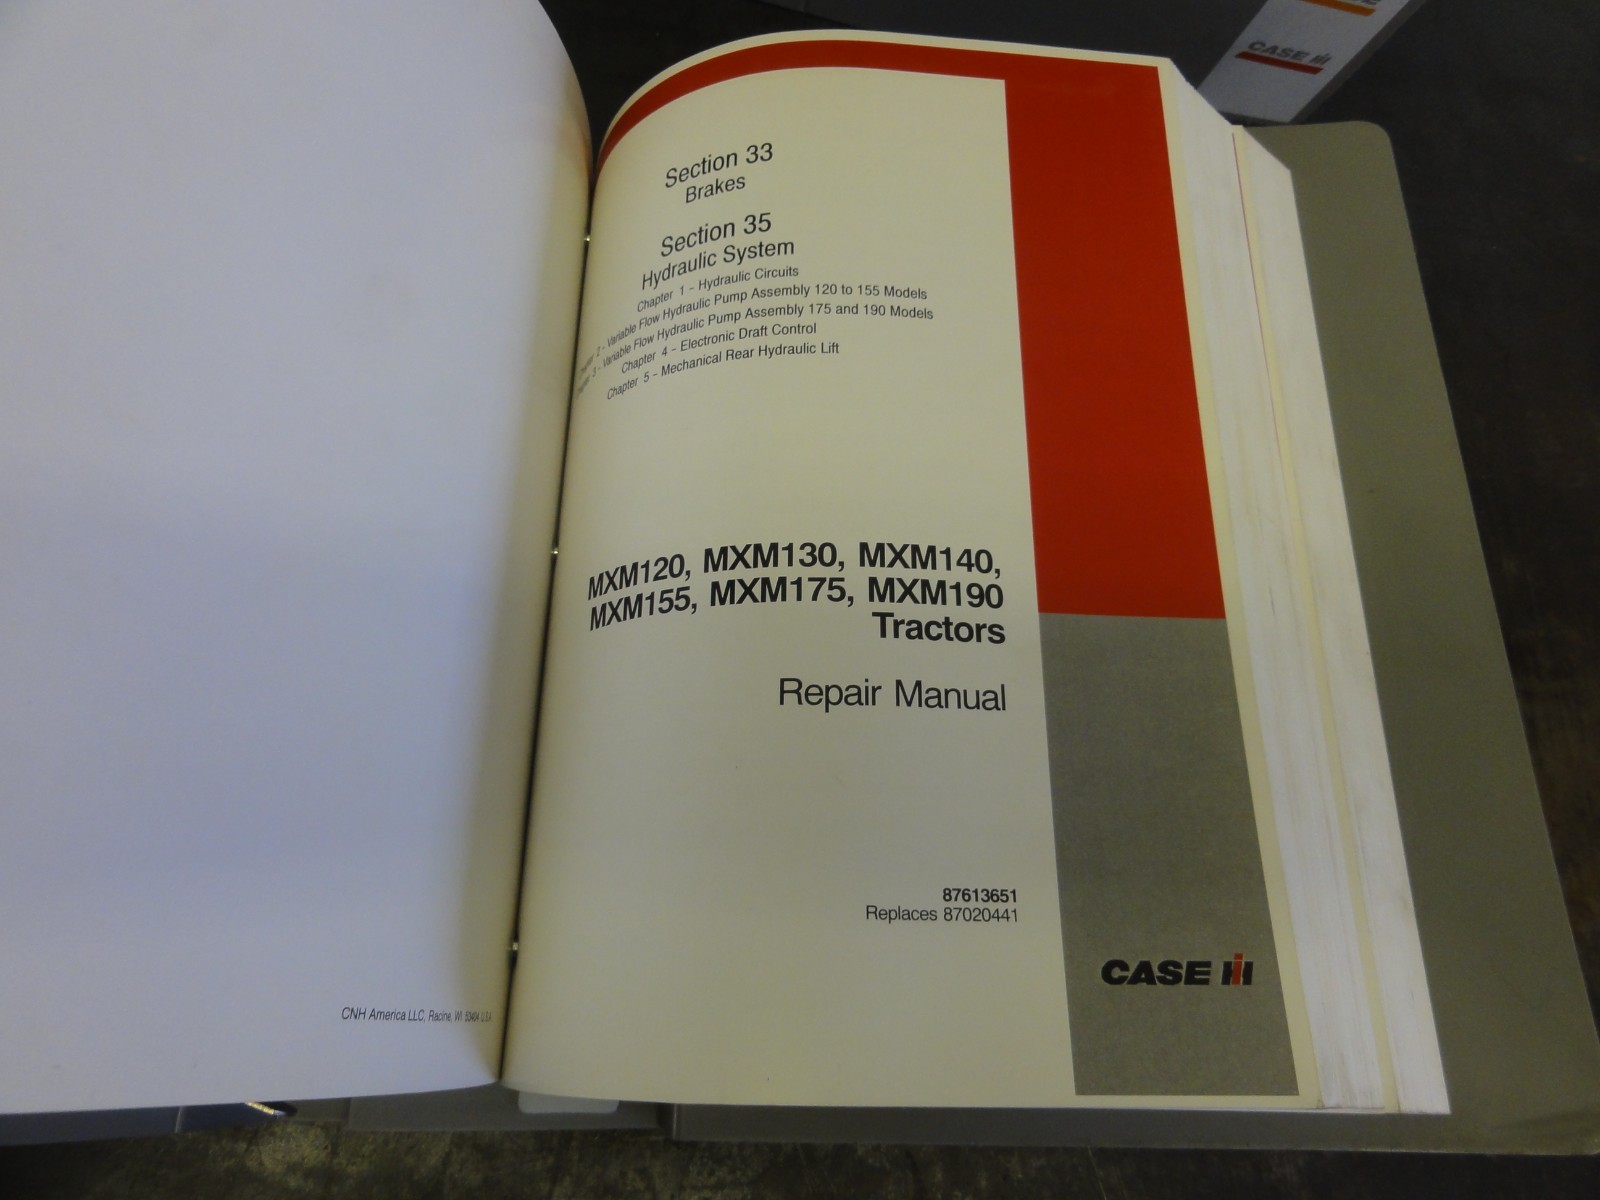 CASE IH
Section 33
Brakes
Section 35
Hydraulic System
Chapter 1 - Hydraulic Circuits
Chapter 2 - Variable Flow Hydraulic Pump Assembly 120 to 155 Models
Chapter 3 - Variable Flow Hydraulic Pump Assembly 175 and 190 Models
Chapter 4 - Electronic Draft Control
Chapter 5 - Mechanical Rear Hydraulic Lift
MXM120, MXM130, MXM140,
MXM155, MXM175, MXM190
Tractors
Repair Manual
87613651
Replaces 87020441
CASE IH
CNH America LLC, Racine, WI 53404 U.S.A.